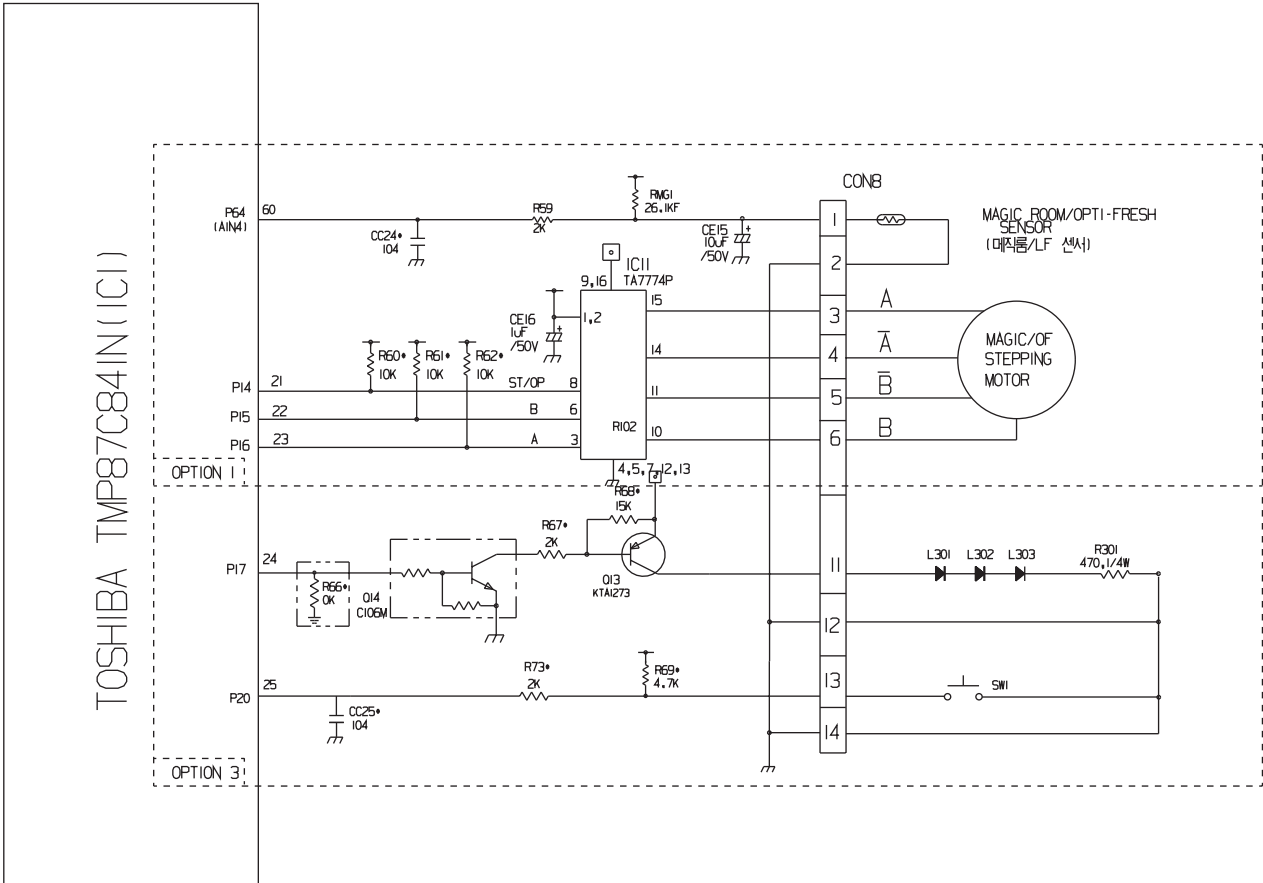 TOSHIBA TMP87C841N(IC1)
CON8
P64
(AIN4)
60
CC24*
104
R59
2K
RMG1
26.1KF
CE15
10uF
/50V
1
2
MAGIC ROOM/OPTI-FRESH
SENSOR
(매직룸/LF 센서)
9,16
IC11
TA7774P
CE16
1uF
/50V
1,2
15
14
11
10
3
4
5
6
A
A̅
B̅
B
MAGIC/OF
STEPPING
MOTOR
R60*
10K
R61*
10K
R62*
10K
P14
21
ST/OP
8
P15
22
B
6
P16
23
A
3
R102
4,5,7,12,13
OPTION 1
R68*
15K
R67*
2K
P17
24
R66*
0K
Q14
C106M
Q13
KTA1273
11
L301
L302
L303
R301
470,1/4W
12
P20
25
CC25*
104
R73*
2K
R69*
4.7K
13
SW1
14
OPTION 3